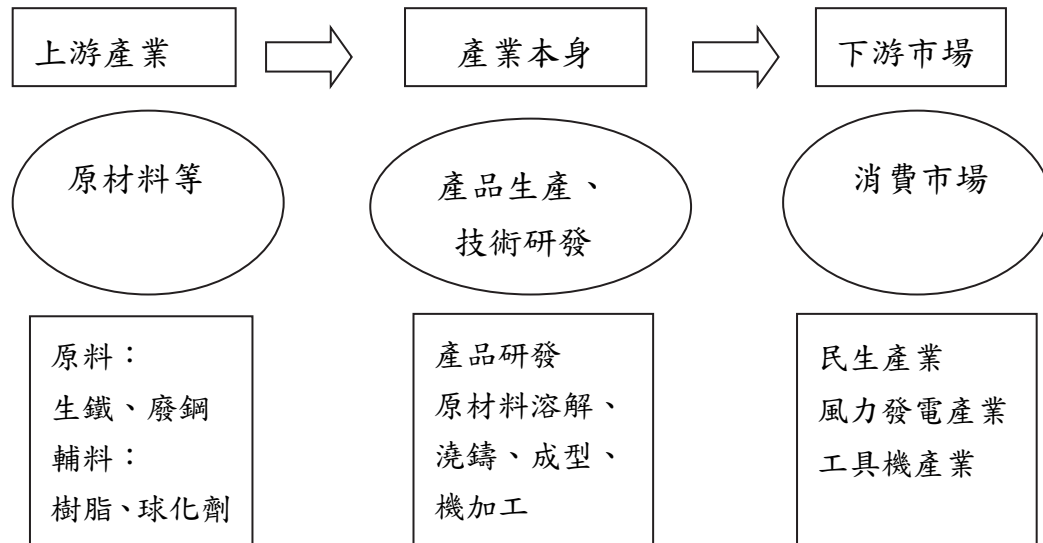 上游產業
產業本身
下游市場
原材料等
產品生產、
技術研發
消費市場
原料：
生鐵、廢鋼
輔料：
樹脂、球化劑
產品研發
原材料溶解、
澆鑄、成型、
機加工
民生產業
風力發電產業
工具機產業